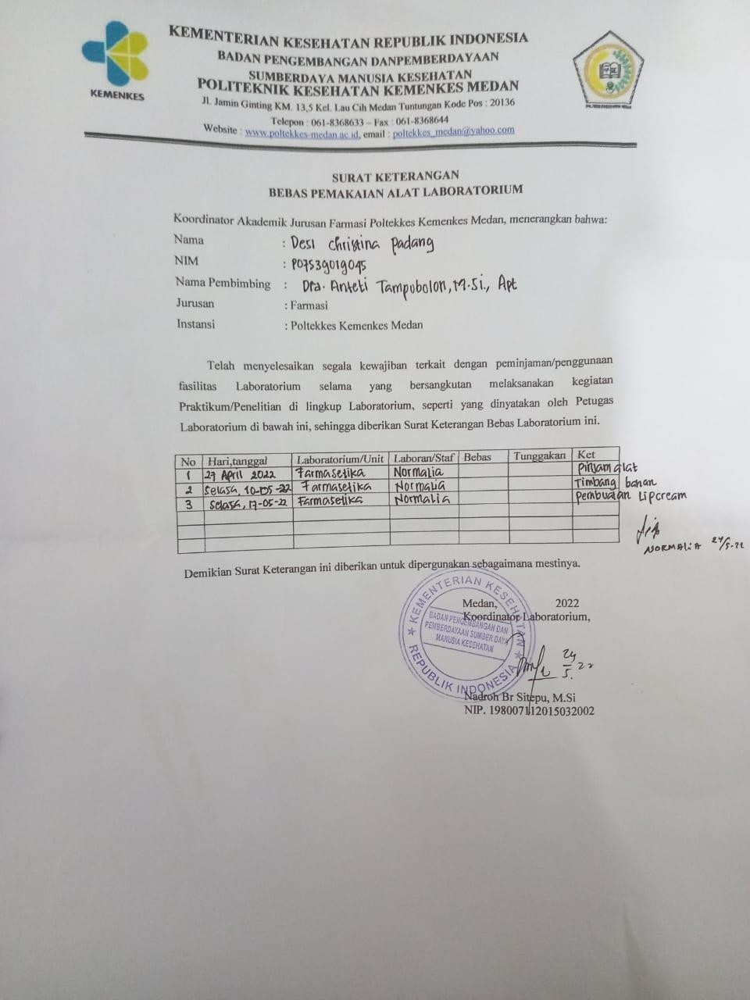 KEMENKES
KEMENTERIAN KESEHATAN REPUBLIK INDONESIA
BADAN PENGEMBANGAN DANPEMBERDAYAAN
SUMBERDAYA MANUSIA KESEHATAN
POLITEKNIK KESEHATAN KEMENKES MEDAN
Jl. Jamin Ginting KM. 13,5 Kel. Lau Cih Medan Tuntungan Kode Pos : 20136
Telepon : 061-8368633 – Fax : 061-8368644
Website : www.poltekkes-medan.ac.id, email : poltekkes_medan@yahoo.com
SURAT KETERANGAN
BEBAS PEMAKAIAN ALAT LABORATORIUM
Koordinator Akademik Jurusan Farmasi Poltekkes Kemenkes Medan, menerangkan bahwa:
Nama : Desi Christina Padang
NIM : P07539019045
Nama Pembimbing : Dra. Anteti Tampubolon, M.Si., Apt
Jurusan : Farmasi
Instansi : Poltekkes Kemenkes Medan
Telah menyelesaikan segala kewajiban terkait dengan peminjaman/penggunaan
fasilitas Laboratorium selama yang bersangkutan melaksanakan kegiatan
Praktikum/Penelitian di lingkup Laboratorium, seperti yang dinyatakan oleh Petugas
Laboratorium di bawah ini, sehingga diberikan Surat Keterangan Bebas Laboratorium ini.
No Hari,tanggal Laboratorium/Unit Laboran/Staf Bebas Tunggakan Ket
1 27 April 2022 Farmasetika Normalia Pinjam alat
2 Selasa, 10-05-22 Farmasetika Normalia Timbang bahan
3 Selasa, 17-05-22 Farmasetika Normalia Pembuatan Lipcream
NORMALIA 24/5-22
Demikian Surat Keterangan ini diberikan untuk dipergunakan sebagaimana mestinya.
Medan, 2022
Koordinator Laboratorium,
KEMENTERIAN KESEHATAN
BADAN PENGEMBANGAN DAN
PEMBERDAYAAN SUMBER DAYA
MANUSIA KESEHATAN
REPUBLIK INDONESIA
24/5.22
Nadroh Br Sitepu, M.Si
NIP. 198007112015032002